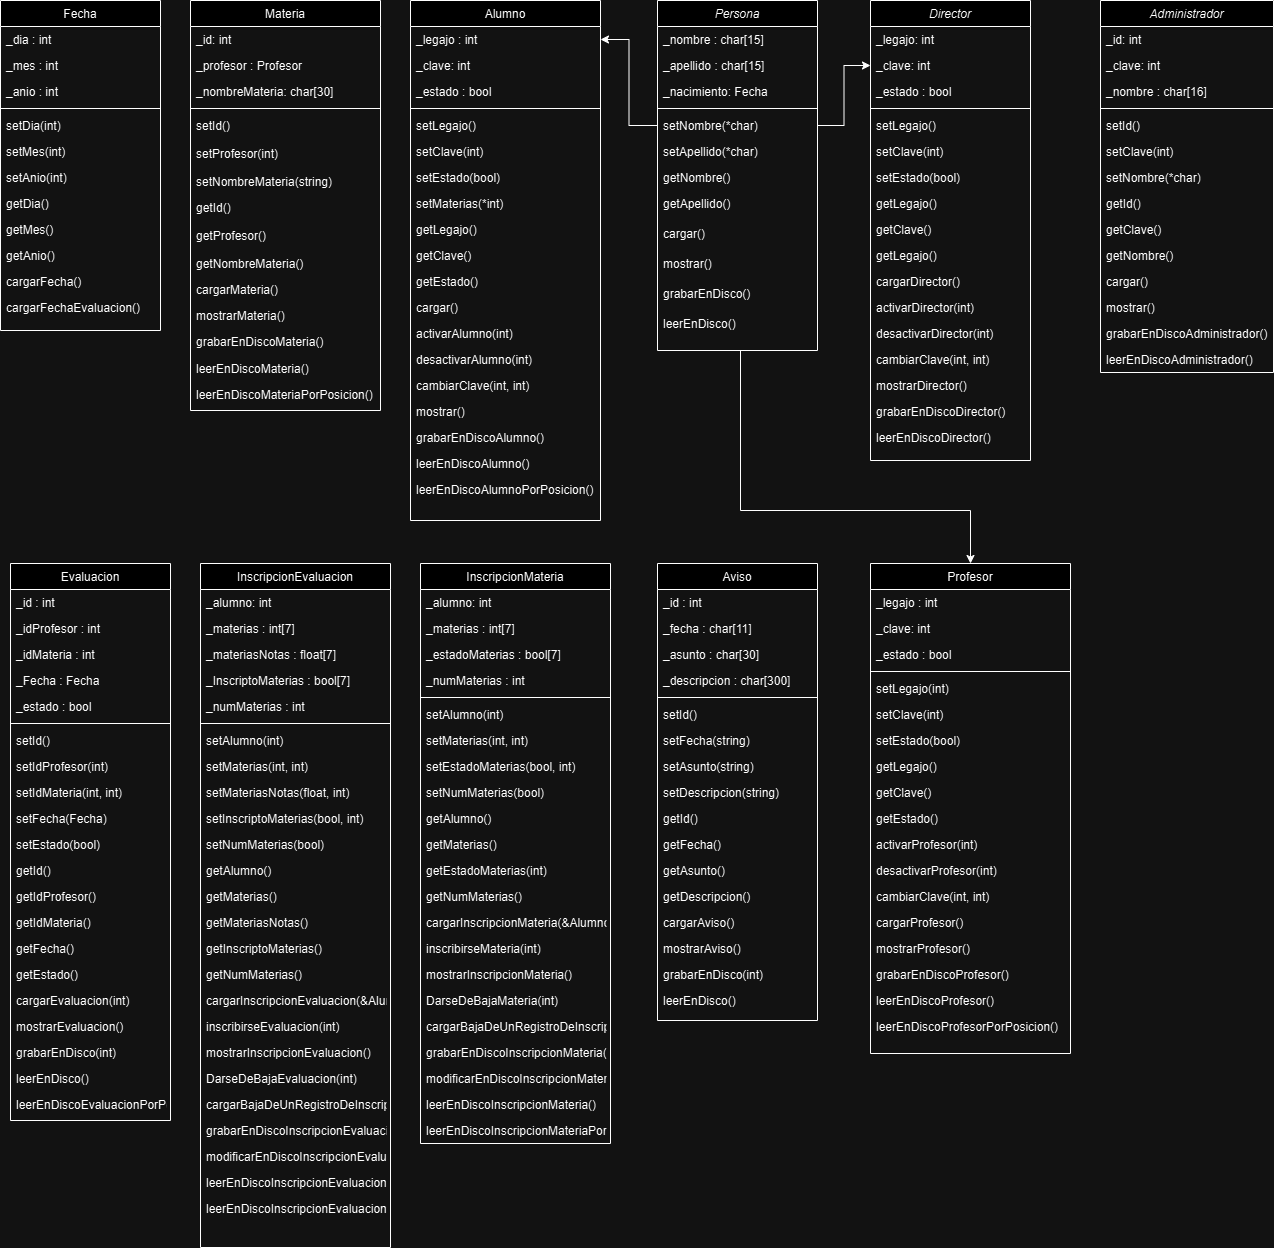 Fecha
_dia : int
_mes : int
_anio : int
setDia(int)
setMes(int)
setAnio(int)
getDia()
getMes()
getAnio()
cargarFecha()
cargarFechaEvaluacion()
Materia
_id: int
_profesor : Profesor
_nombreMateria: char[30]
setId()
setProfesor(int)
setNombreMateria(string)
getId()
getProfesor()
getNombreMateria()
cargarMateria()
mostrarMateria()
grabarEnDiscoMateria()
leerEnDiscoMateria()
leerEnDiscoMateriaPorPosicion()
Alumno
_legajo : int
_clave: int
_estado : bool
setLegajo()
setClave(int)
setEstado(bool)
setMaterias(*int)
getLegajo()
getClave()
getEstado()
cargar()
activarAlumno(int)
desactivarAlumno(int)
cambiarClave(int, int)
mostrar()
grabarEnDiscoAlumno()
leerEnDiscoAlumno()
leerEnDiscoAlumnoPorPosicion()
Persona
_nombre : char[15]
_apellido : char[15]
_nacimiento: Fecha
setNombre(*char)
setApellido(*char)
getNombre()
getApellido()
cargar()
mostrar()
grabarEnDisco()
leerEnDisco()
Director
_legajo: int
_clave: int
_estado : bool
setLegajo()
setClave(int)
setEstado(bool)
getLegajo()
getClave()
getLegajo()
cargarDirector()
activarDirector(int)
desactivarDirector(int)
cambiarClave(int, int)
mostrarDirector()
grabarEnDiscoDirector()
leerEnDiscoDirector()
Administrador
_id: int
_clave: int
_nombre : char[16]
setId()
setClave(int)
setNombre(*char)
getId()
getClave()
getNombre()
cargar()
mostrar()
grabarEnDiscoAdministrador()
leerEnDiscoAdministrador()
Evaluacion
_id : int
_idProfesor : int
_idMateria : int
_Fecha : Fecha
_estado : bool
setId()
setIdProfesor(int)
setIdMateria(int, int)
setFecha(Fecha)
setEstado(bool)
getId()
getIdProfesor()
getIdMateria()
getFecha()
getEstado()
cargarEvaluacion(int)
mostrarEvaluacion()
grabarEnDisco(int)
leerEnDisco()
leerEnDiscoEvaluacionPorP
InscripcionEvaluacion
_alumno: int
_materias : int[7]
_materiasNotas : float[7]
_InscriptoMaterias : bool[7]
_numMaterias : int
setAlumno(int)
setMaterias(int, int)
setMateriasNotas(float, int)
setInscriptoMaterias(bool, int)
setNumMaterias(bool)
getAlumno()
getMaterias()
getMateriasNotas()
getInscriptoMaterias()
getNumMaterias()
cargarInscripcionEvaluacion(&Alu
inscribirseEvaluacion(int)
mostrarInscripcionEvaluacion()
DarseDeBajaEvaluacion(int)
cargarBajaDeUnRegistroDeInscrip
grabarEnDiscoInscripcionEvaluaci
modificarEnDiscoInscripcionEvalu
leerEnDiscoInscripcionEvaluacion
leerEnDiscoInscripcionEvaluacion
InscripcionMateria
_alumno: int
_materias : int[7]
_estadoMaterias : bool[7]
_numMaterias : int
setAlumno(int)
setMaterias(int, int)
setEstadoMaterias(bool, int)
setNumMaterias(bool)
getAlumno()
getMaterias()
getEstadoMaterias(int)
getNumMaterias()
cargarInscripcionMateria(&Alumno
inscribirseMateria(int)
mostrarInscripcionMateria()
DarseDeBajaMateria(int)
cargarBajaDeUnRegistroDeInscrip
grabarEnDiscoInscripcionMateria(
modificarEnDiscoInscripcionMater
leerEnDiscoInscripcionMateria()
leerEnDiscoInscripcionMateriaPor
Aviso
_id : int
_fecha : char[11]
_asunto : char[30]
_descripcion : char[300]
setId()
setFecha(string)
setAsunto(string)
setDescripcion(string)
getId()
getFecha()
getAsunto()
getDescripcion()
cargarAviso()
mostrarAviso()
grabarEnDisco(int)
leerEnDisco()
Profesor
_legajo : int
_clave: int
_estado : bool
setLegajo(int)
setClave(int)
setEstado(bool)
getLegajo()
getClave()
getEstado()
activarProfesor(int)
desactivarProfesor(int)
cambiarClave(int, int)
cargarProfesor()
mostrarProfesor()
grabarEnDiscoProfesor()
leerEnDiscoProfesor()
leerEnDiscoProfesorPorPosicion()